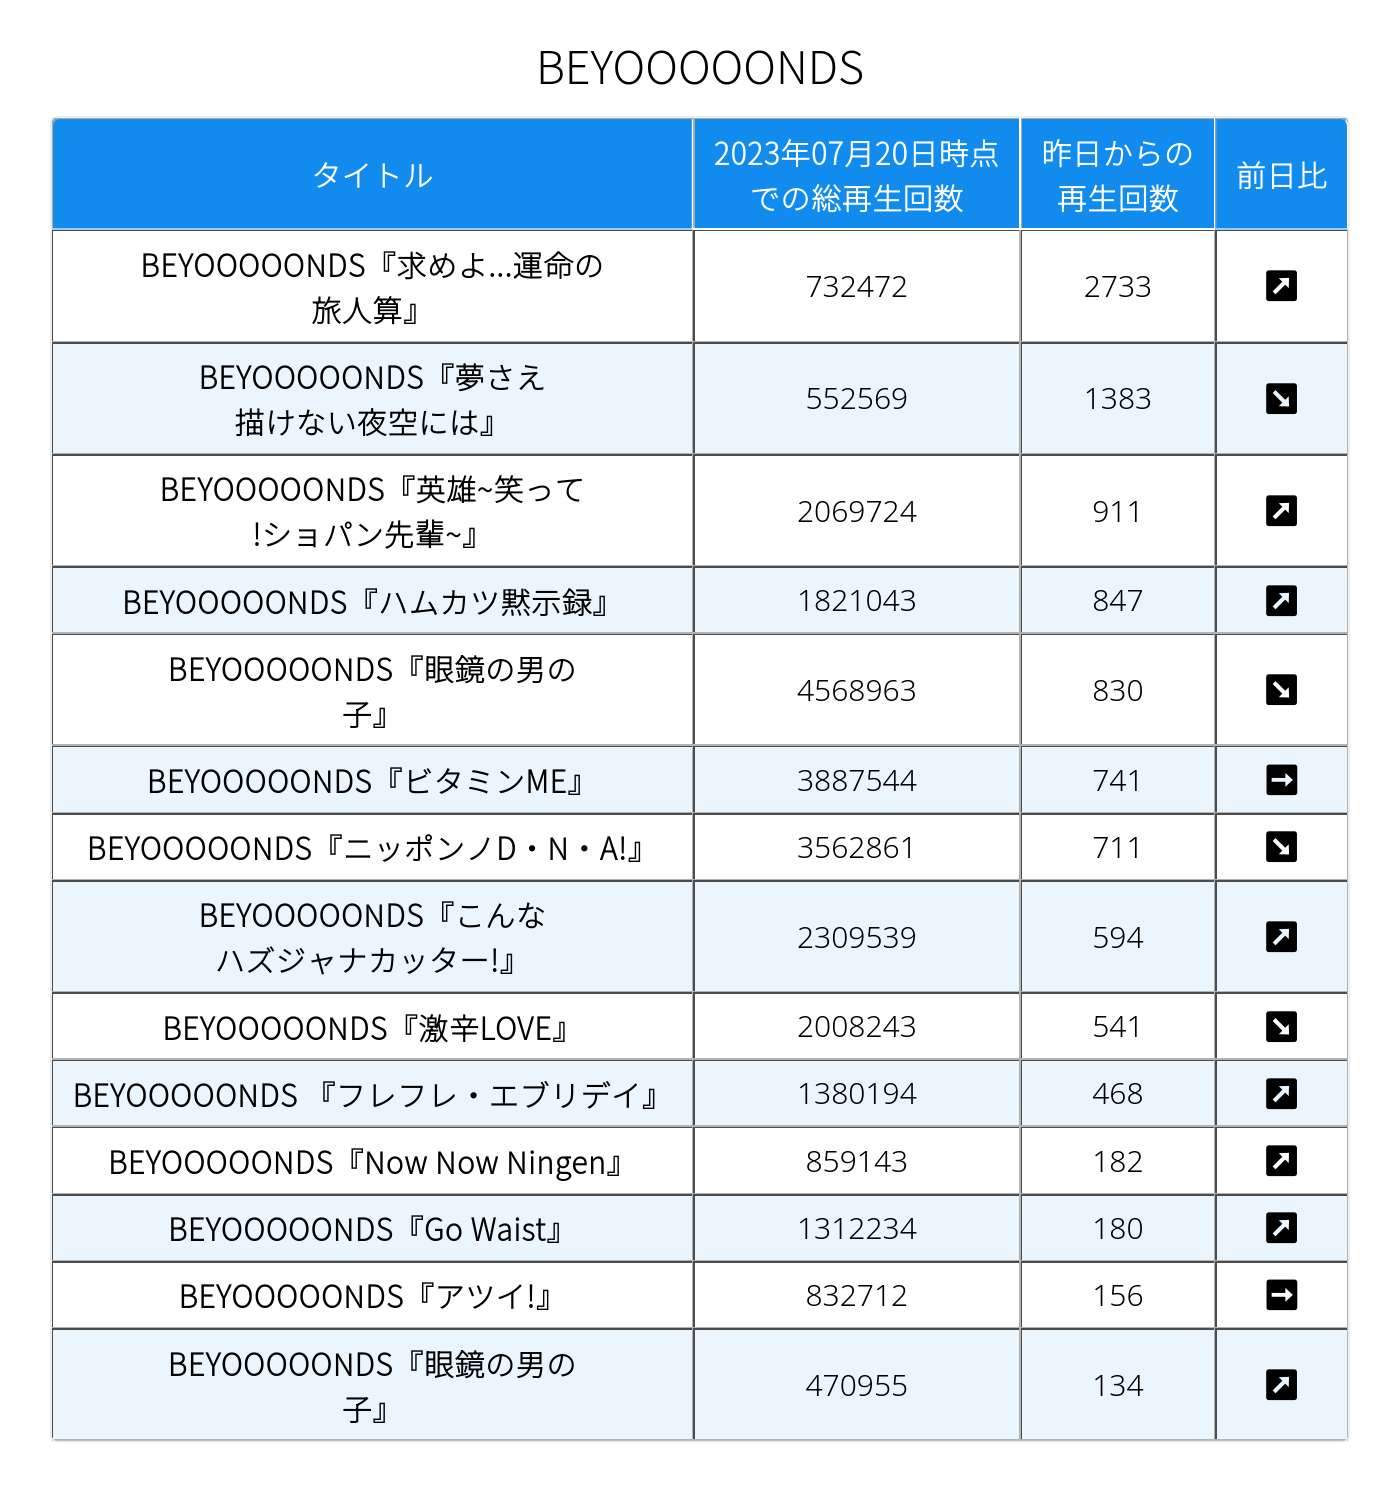 BEYOOOOONDS
タイトル
2023年07月20日時点
での総再生回数
昨日からの
再生回数
前日比
BEYOOOOONDS『求めよ...運命の
旅人算』
732472
2733
↗
BEYOOOOONDS『夢さえ
描けない夜空には』
552569
1383
↘
BEYOOOOONDS『英雄~笑って
!ショパン先輩~』
2069724
911
↗
BEYOOOOONDS『ハムカツ黙示録』
1821043
847
↗
BEYOOOOONDS『眼鏡の男の
子』
4568963
830
↘
BEYOOOOONDS『ビタミンME』
3887544
741
→
BEYOOOOONDS『ニッポンノD・N・A!』
3562861
711
↘
BEYOOOOONDS『こんな
ハズジャナカッター!』
2309539
594
↗
BEYOOOOONDS『激辛LOVE』
2008243
541
↘
BEYOOOOONDS 『フレフレ・エブリデイ』
1380194
468
↗
BEYOOOOONDS『Now Now Ningen』
859143
182
↗
BEYOOOOONDS『Go Waist』
1312234
180
↗
BEYOOOOONDS『アツイ!』
832712
156
→
BEYOOOOONDS『眼鏡の男の
子』
470955
134
↗